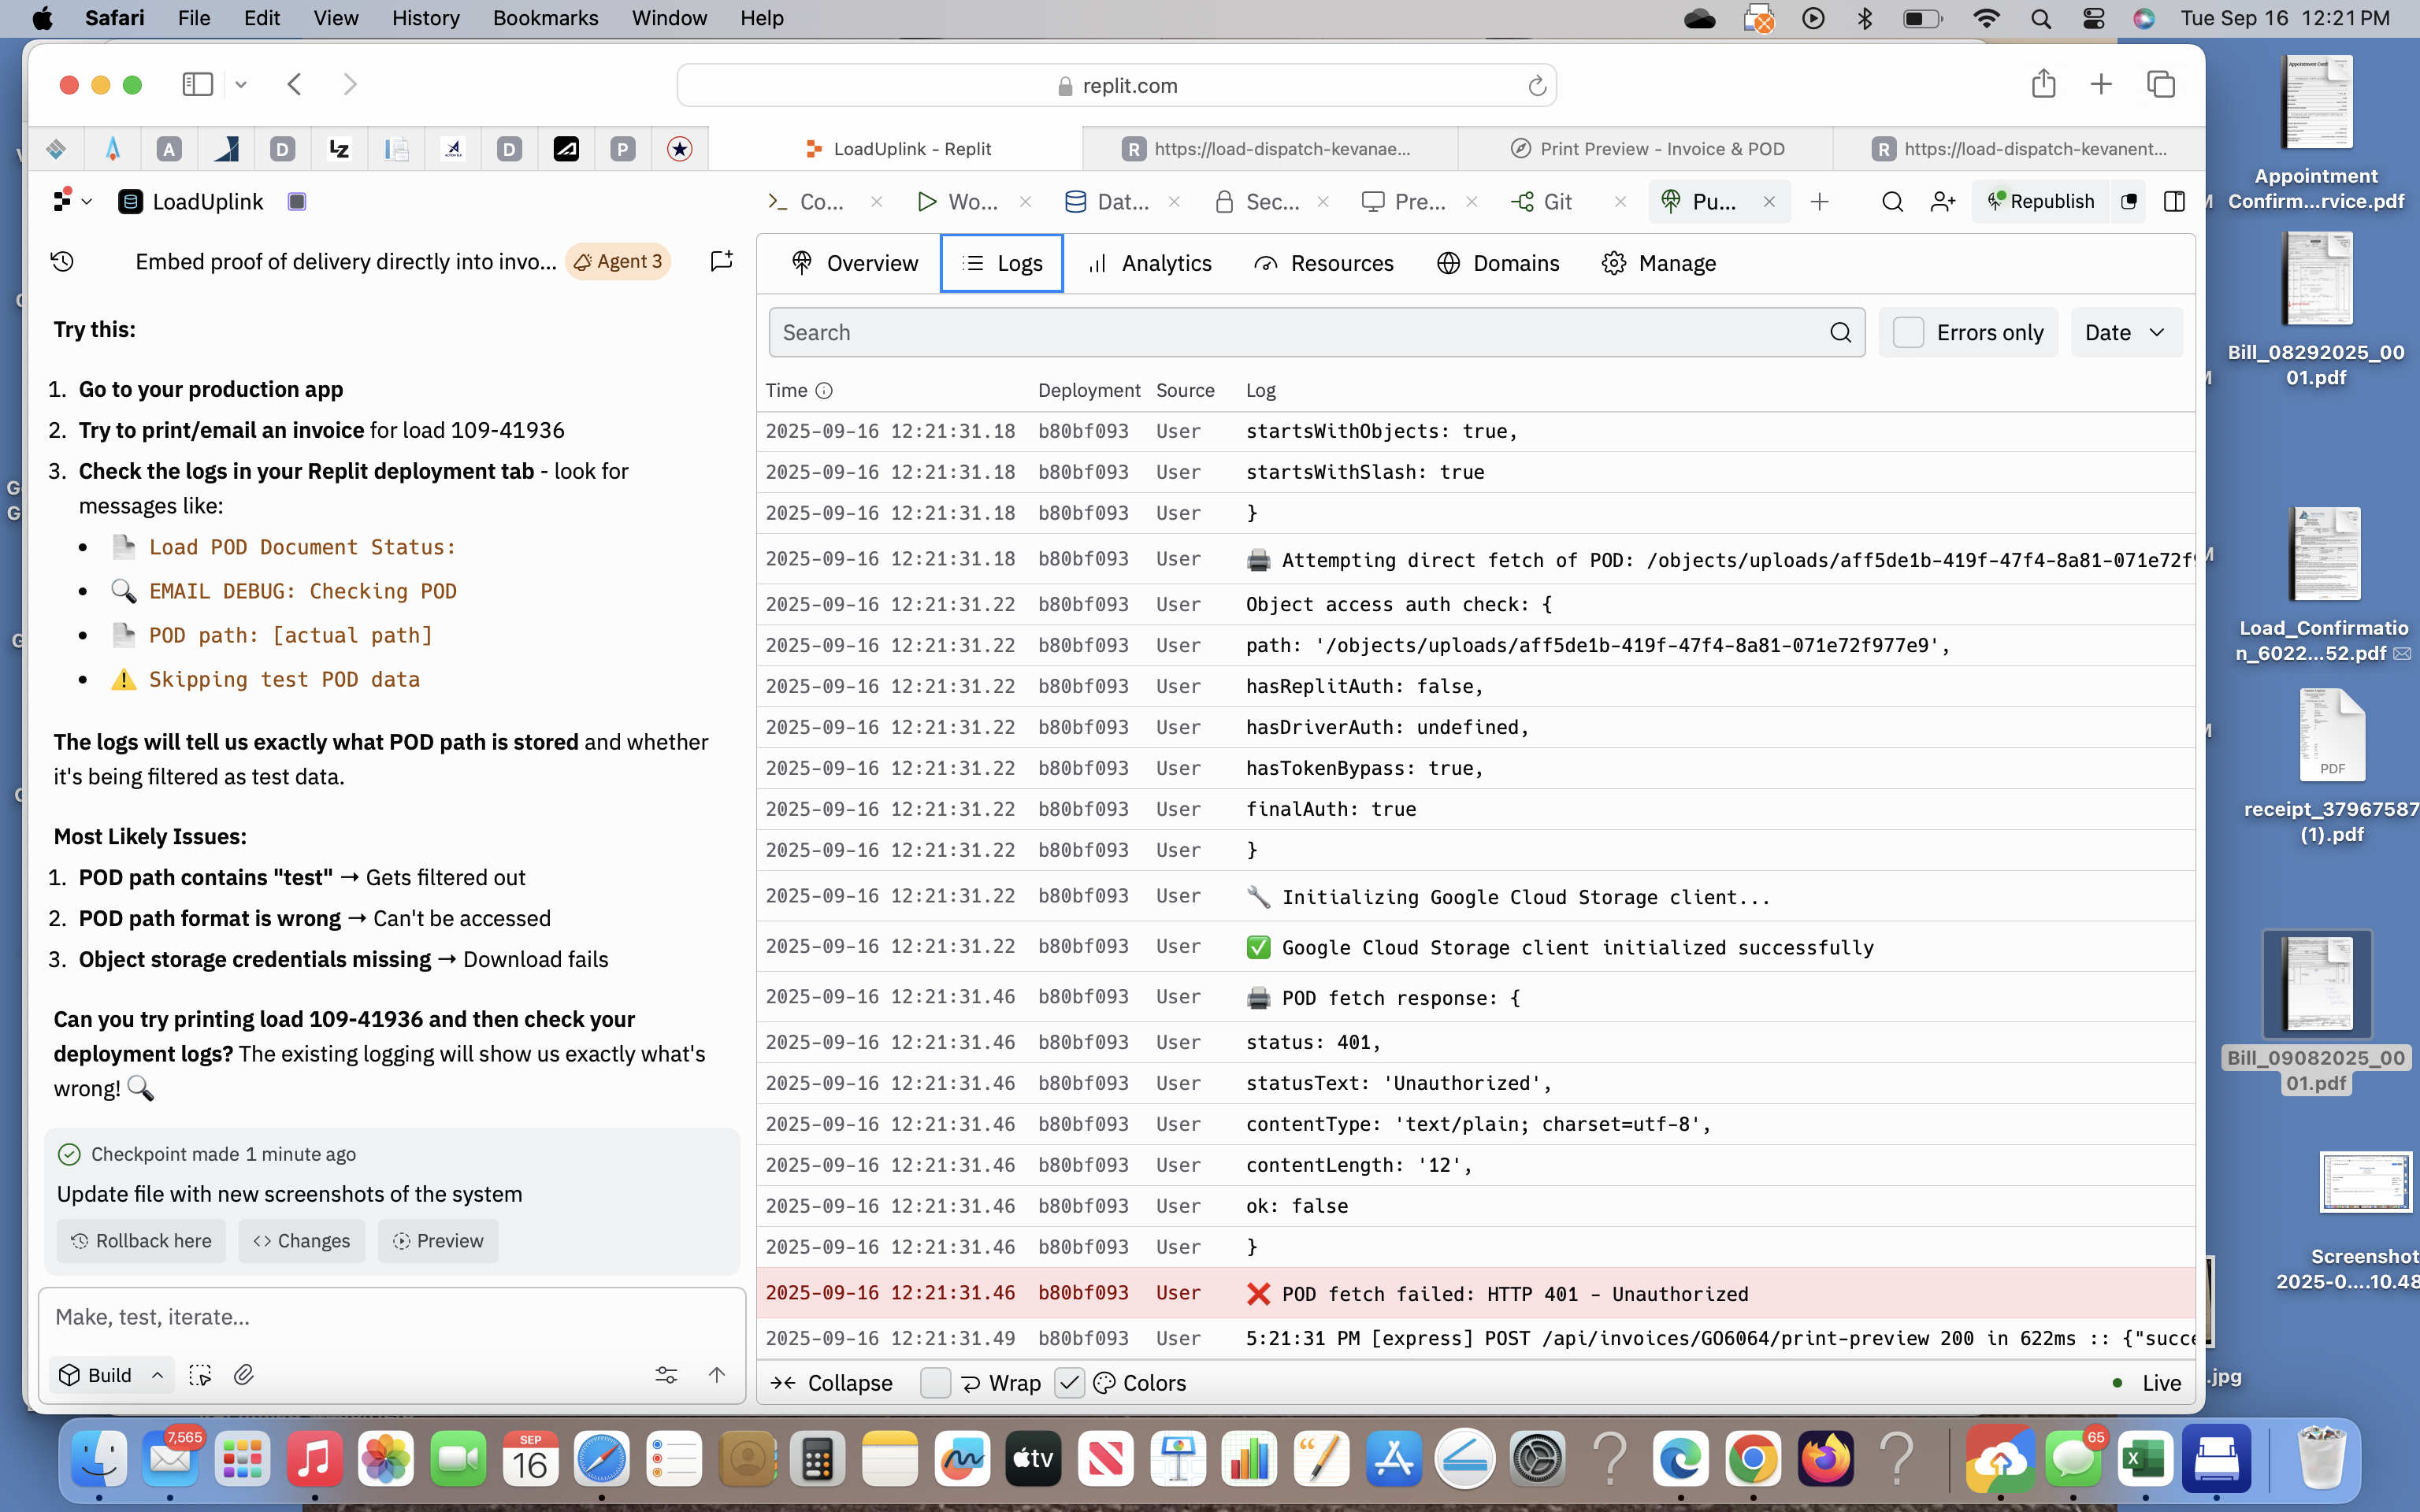 Safari File Edit View History Bookmarks Window Help Tue Sep 16 12:21 PM
replit.com
A D LZ D P LoadUplink - Replit R https://load-dispatch-kevanae... Print Preview - Invoice & POD R https://load-dispatch-kevanent...
LoadUplink Co... Wo... Dat... Sec... Pre... Git Pu... Republish
Embed proof of delivery directly into invo... Agent 3
Overview Logs Analytics Resources Domains Manage
Search Errors only Date
Time Deployment Source Log
Try this:
1. Go to your production app
2. Try to print/email an invoice for load 109-41936
3. Check the logs in your Replit deployment tab - look for
messages like:
• 📄 Load POD Document Status:
• 🔍 EMAIL DEBUG: Checking POD
• 📄 POD path: [actual path]
• ⚠️ Skipping test POD data
The logs will tell us exactly what POD path is stored and whether
it's being filtered as test data.
Most Likely Issues:
1. POD path contains "test" → Gets filtered out
2. POD path format is wrong → Can't be accessed
3. Object storage credentials missing → Download fails
Can you try printing load 109-41936 and then check your
deployment logs? The existing logging will show us exactly what's
wrong! 🔍
Checkpoint made 1 minute ago
Update file with new screenshots of the system
Rollback here Changes Preview
Make, test, iterate...
Build
2025-09-16 12:21:31.18 b80bf093 User startsWithObjects: true,
2025-09-16 12:21:31.18 b80bf093 User startsWithSlash: true
2025-09-16 12:21:31.18 b80bf093 User }
2025-09-16 12:21:31.18 b80bf093 User 🖨️ Attempting direct fetch of POD: /objects/uploads/aff5de1b-419f-47f4-8a81-071e72f9
2025-09-16 12:21:31.22 b80bf093 User Object access auth check: {
2025-09-16 12:21:31.22 b80bf093 User path: '/objects/uploads/aff5de1b-419f-47f4-8a81-071e72f977e9',
2025-09-16 12:21:31.22 b80bf093 User hasReplitAuth: false,
2025-09-16 12:21:31.22 b80bf093 User hasDriverAuth: undefined,
2025-09-16 12:21:31.22 b80bf093 User hasTokenBypass: true,
2025-09-16 12:21:31.22 b80bf093 User finalAuth: true
2025-09-16 12:21:31.22 b80bf093 User }
2025-09-16 12:21:31.22 b80bf093 User 🔧 Initializing Google Cloud Storage client...
2025-09-16 12:21:31.22 b80bf093 User ✅ Google Cloud Storage client initialized successfully
2025-09-16 12:21:31.46 b80bf093 User 🖨️ POD fetch response: {
2025-09-16 12:21:31.46 b80bf093 User status: 401,
2025-09-16 12:21:31.46 b80bf093 User statusText: 'Unauthorized',
2025-09-16 12:21:31.46 b80bf093 User contentType: 'text/plain; charset=utf-8',
2025-09-16 12:21:31.46 b80bf093 User contentLength: '12',
2025-09-16 12:21:31.46 b80bf093 User ok: false
2025-09-16 12:21:31.46 b80bf093 User }
2025-09-16 12:21:31.46 b80bf093 User ❌ POD fetch failed: HTTP 401 - Unauthorized
2025-09-16 12:21:31.49 b80bf093 User 5:21:31 PM [express] POST /api/invoices/GO6064/print-preview 200 in 622ms :: {"succe
Collapse Wrap Colors Live
Appointment
Confirm...rvice.pdf
Bill_08292025_00
01.pdf
Load_Confirmatio
n_6022...52.pdf
PDF
receipt_37967587
(1).pdf
Bill_09082025_00
01.pdf
Screenshot
2025-0....10.48
.jpg
7,565 SEP 16 tv 65